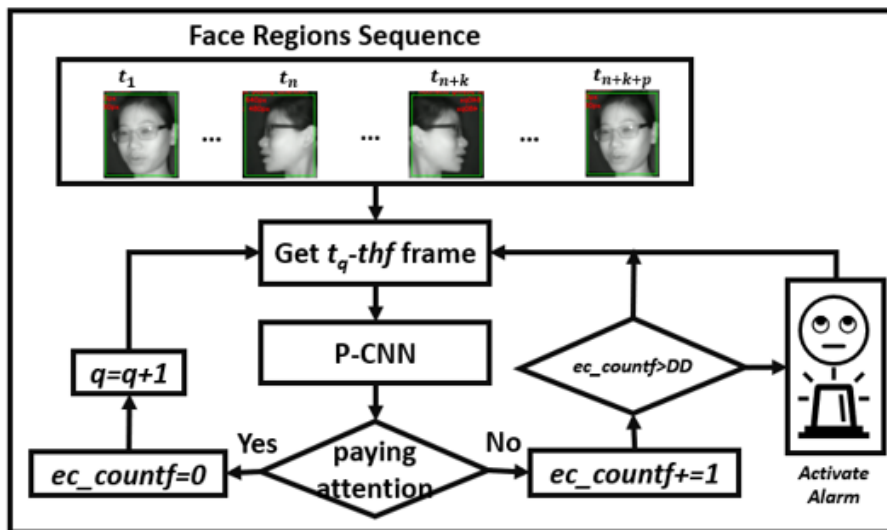 Face Regions Sequence
t₁ tₙ tₙ₊ₖ tₙ₊ₖ₊ₚ
... ... ...
Get t_q-thf frame
P-CNN
q=q+1
ec_countf>DD
Yes
paying
attention
No
ec_countf=0
ec_countf+=1
Activate
Alarm